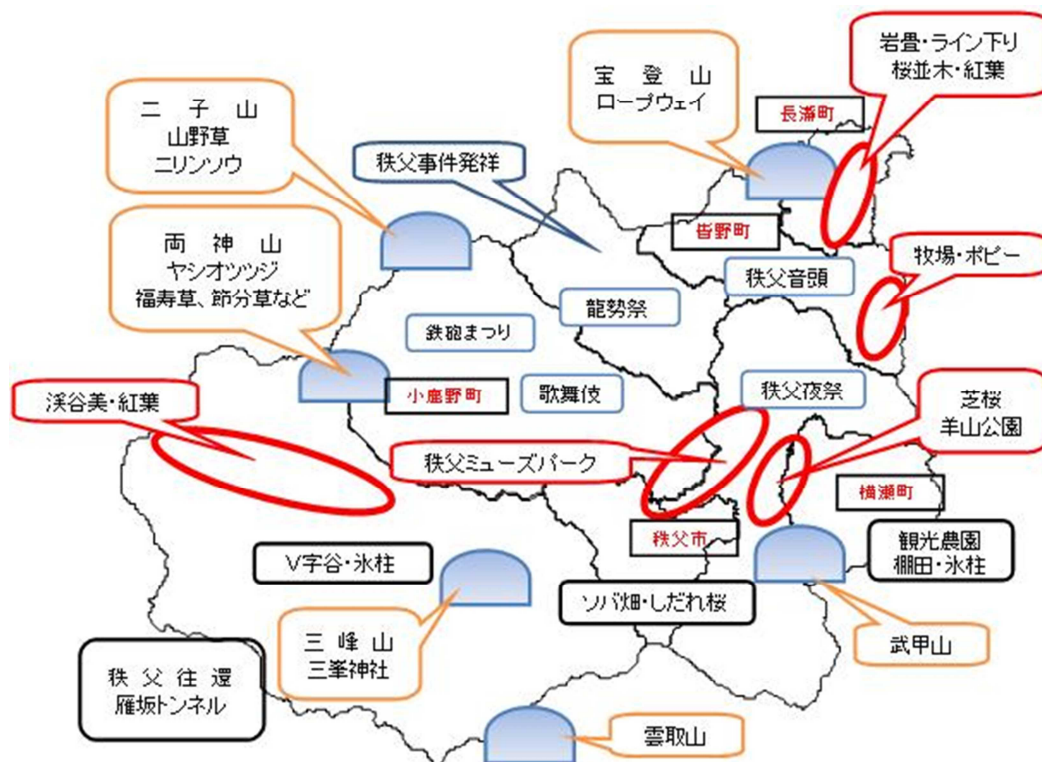 岩畳・ライン下り
桜並木・紅葉
宝登山
ロープウェイ
長瀞町
二子山
山野草
ニリンソウ
秩父事件発祥
皆野町
両神山
ヤシオツツジ
福寿草、節分草など
秩父音頭
牧場・ポピー
龍勢祭
鉄砲まつり
渓谷美・紅葉
小鹿野町
歌舞伎
秩父夜祭
芝桜
羊山公園
秩父ミューズパーク
横瀬町
秩父市
観光農園
棚田・氷柱
V字谷・氷柱
ソバ畑・しだれ桜
三峰山
三峯神社
武甲山
秩父往還
雁坂トンネル
雲取山